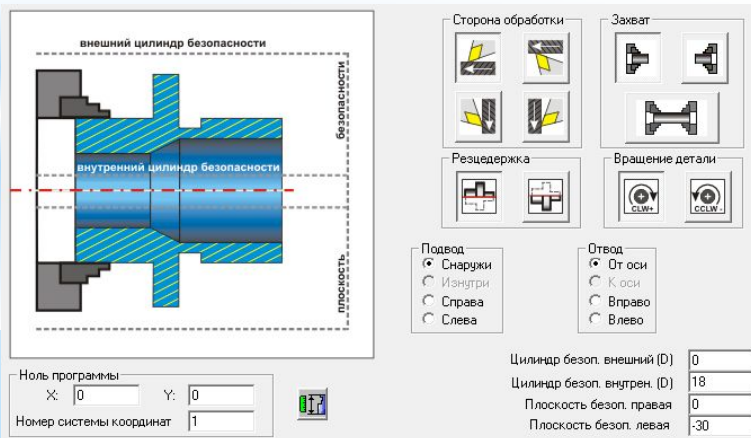 внешний цилиндр безопасности
внутренний цилиндр безопасности
безопасности
плоскость
Сторона обработки
Захват
Резцедержка
Вращение детали
CLW+
CCLW -
Подвод
Снаружи
Изнутри
Справа
Слева
Отвод
От оси
К оси
Вправо
Влево
Ноль программы
X: 0 Y: 0
Номер системы координат 1
Цилиндр безоп. внешний (D) 0
Цилиндр безоп. внутрен. (D) 18
Плоскость безоп. правая 0
Плоскость безоп. левая -30